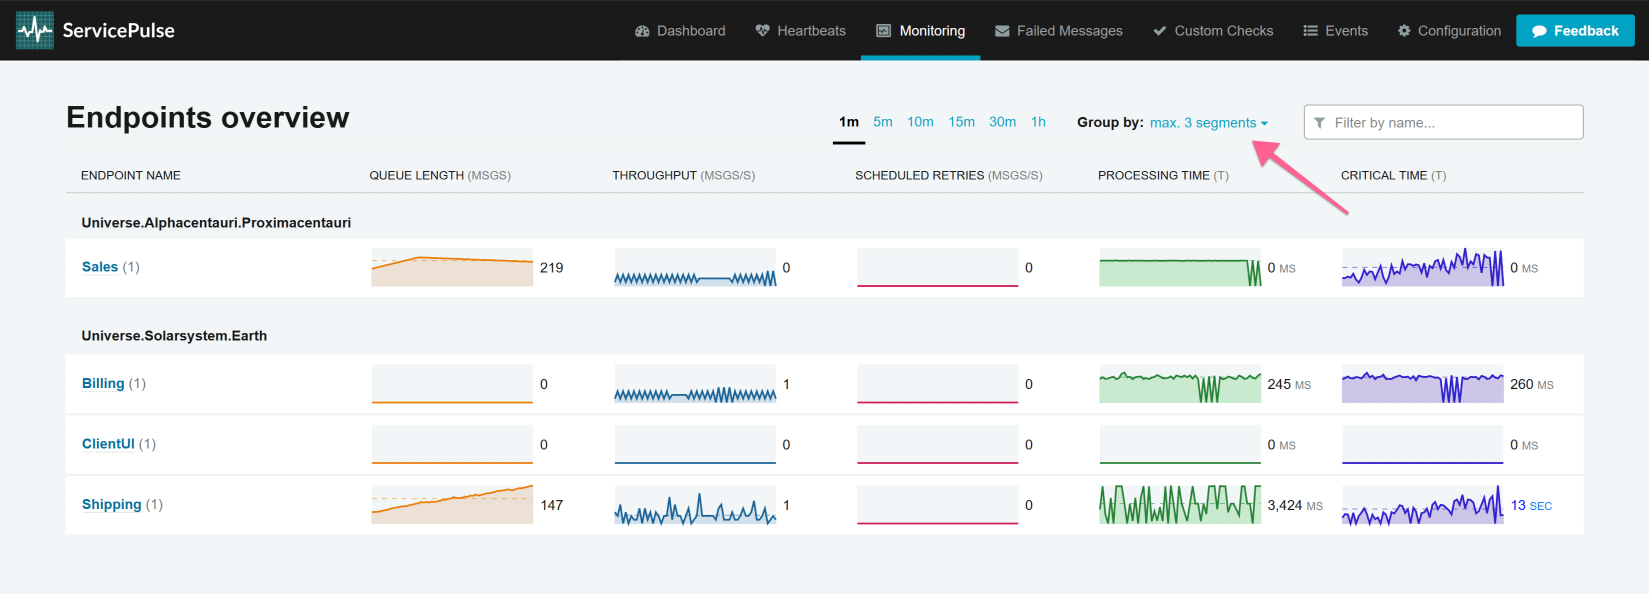 ServicePulse Dashboard Heartbeats Monitoring Failed Messages Custom Checks Events Configuration Feedback
Endpoints overview 1m 5m 10m 15m 30m 1h Group by: max. 3 segments Filter by name...
ENDPOINT NAME QUEUE LENGTH (MSGS) THROUGHPUT (MSGS/S) SCHEDULED RETRIES (MSGS/S) PROCESSING TIME (T) CRITICAL TIME (T)
Universe.Alphacentauri.Proximacentauri
Sales (1) 219 0 0 0 MS 0 MS
Universe.Solarsystem.Earth
Billing (1) 0 1 0 245 MS 260 MS
ClientUI (1) 0 0 0 0 MS 0 MS
Shipping (1) 147 1 0 3,424 MS 13 SEC